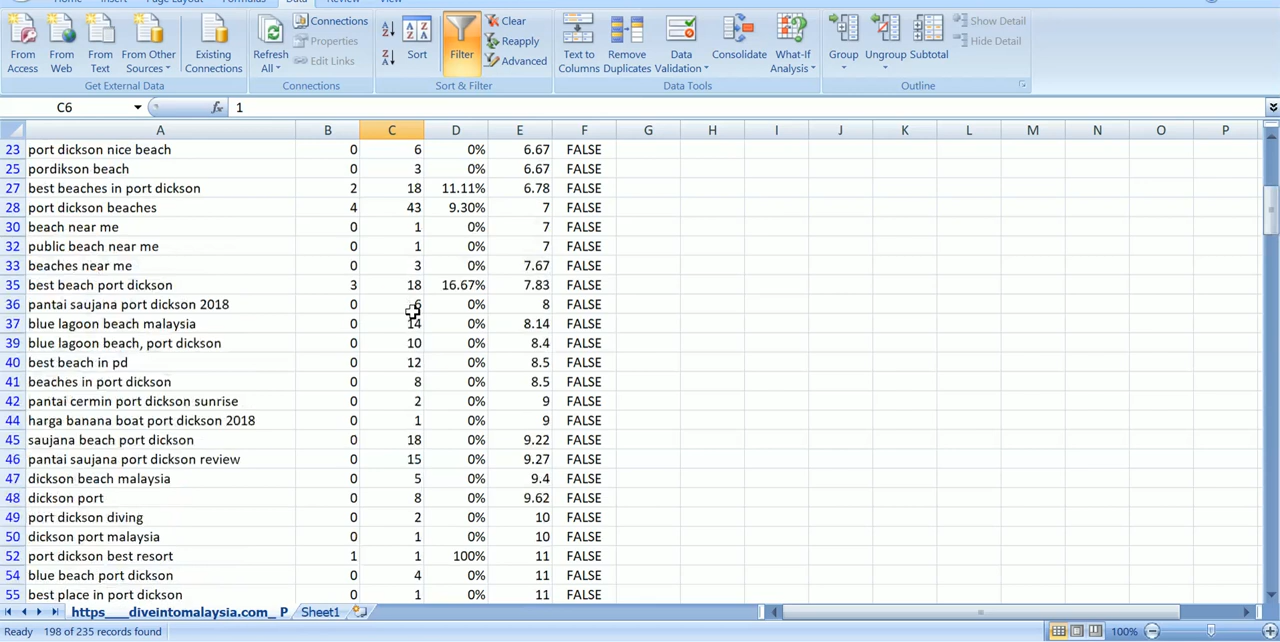 Home Insert Page Layout Formulas Data Review View
From Access
From Web
From Text
From Other Sources
Existing Connections
Get External Data
Refresh All
Connections
Properties
Edit Links
Connections
Sort
Filter
Clear
Reapply
Advanced
Sort & Filter
Text to Columns
Remove Duplicates
Data Validation
Consolidate
What-If Analysis
Data Tools
Group
Ungroup
Subtotal
Show Detail
Hide Detail
Outline
C6 fx 1
A B C D E F G H I J K L M N O P
23 port dickson nice beach 0 6 0% 6.67 FALSE
25 pordikson beach 0 3 0% 6.67 FALSE
27 best beaches in port dickson 2 18 11.11% 6.78 FALSE
28 port dickson beaches 4 43 9.30% 7 FALSE
30 beach near me 0 1 0% 7 FALSE
32 public beach near me 0 1 0% 7 FALSE
33 beaches near me 0 3 0% 7.67 FALSE
35 best beach port dickson 3 18 16.67% 7.83 FALSE
36 pantai saujana port dickson 2018 0 6 0% 8 FALSE
37 blue lagoon beach malaysia 0 14 0% 8.14 FALSE
39 blue lagoon beach, port dickson 0 10 0% 8.4 FALSE
40 best beach in pd 0 12 0% 8.5 FALSE
41 beaches in port dickson 0 8 0% 8.5 FALSE
42 pantai cermin port dickson sunrise 0 2 0% 9 FALSE
44 harga banana boat port dickson 2018 0 1 0% 9 FALSE
45 saujana beach port dickson 0 18 0% 9.22 FALSE
46 pantai saujana port dickson review 0 15 0% 9.27 FALSE
47 dickson beach malaysia 0 5 0% 9.4 FALSE
48 dickson port 0 8 0% 9.62 FALSE
49 port dickson diving 0 2 0% 10 FALSE
50 dickson port malaysia 0 1 0% 10 FALSE
52 port dickson best resort 1 1 100% 11 FALSE
54 blue beach port dickson 0 4 0% 11 FALSE
55 best place in port dickson 0 1 0% 11 FALSE
https___diveintomalaysia.com_ P Sheet1
Ready 198 of 235 records found 100%